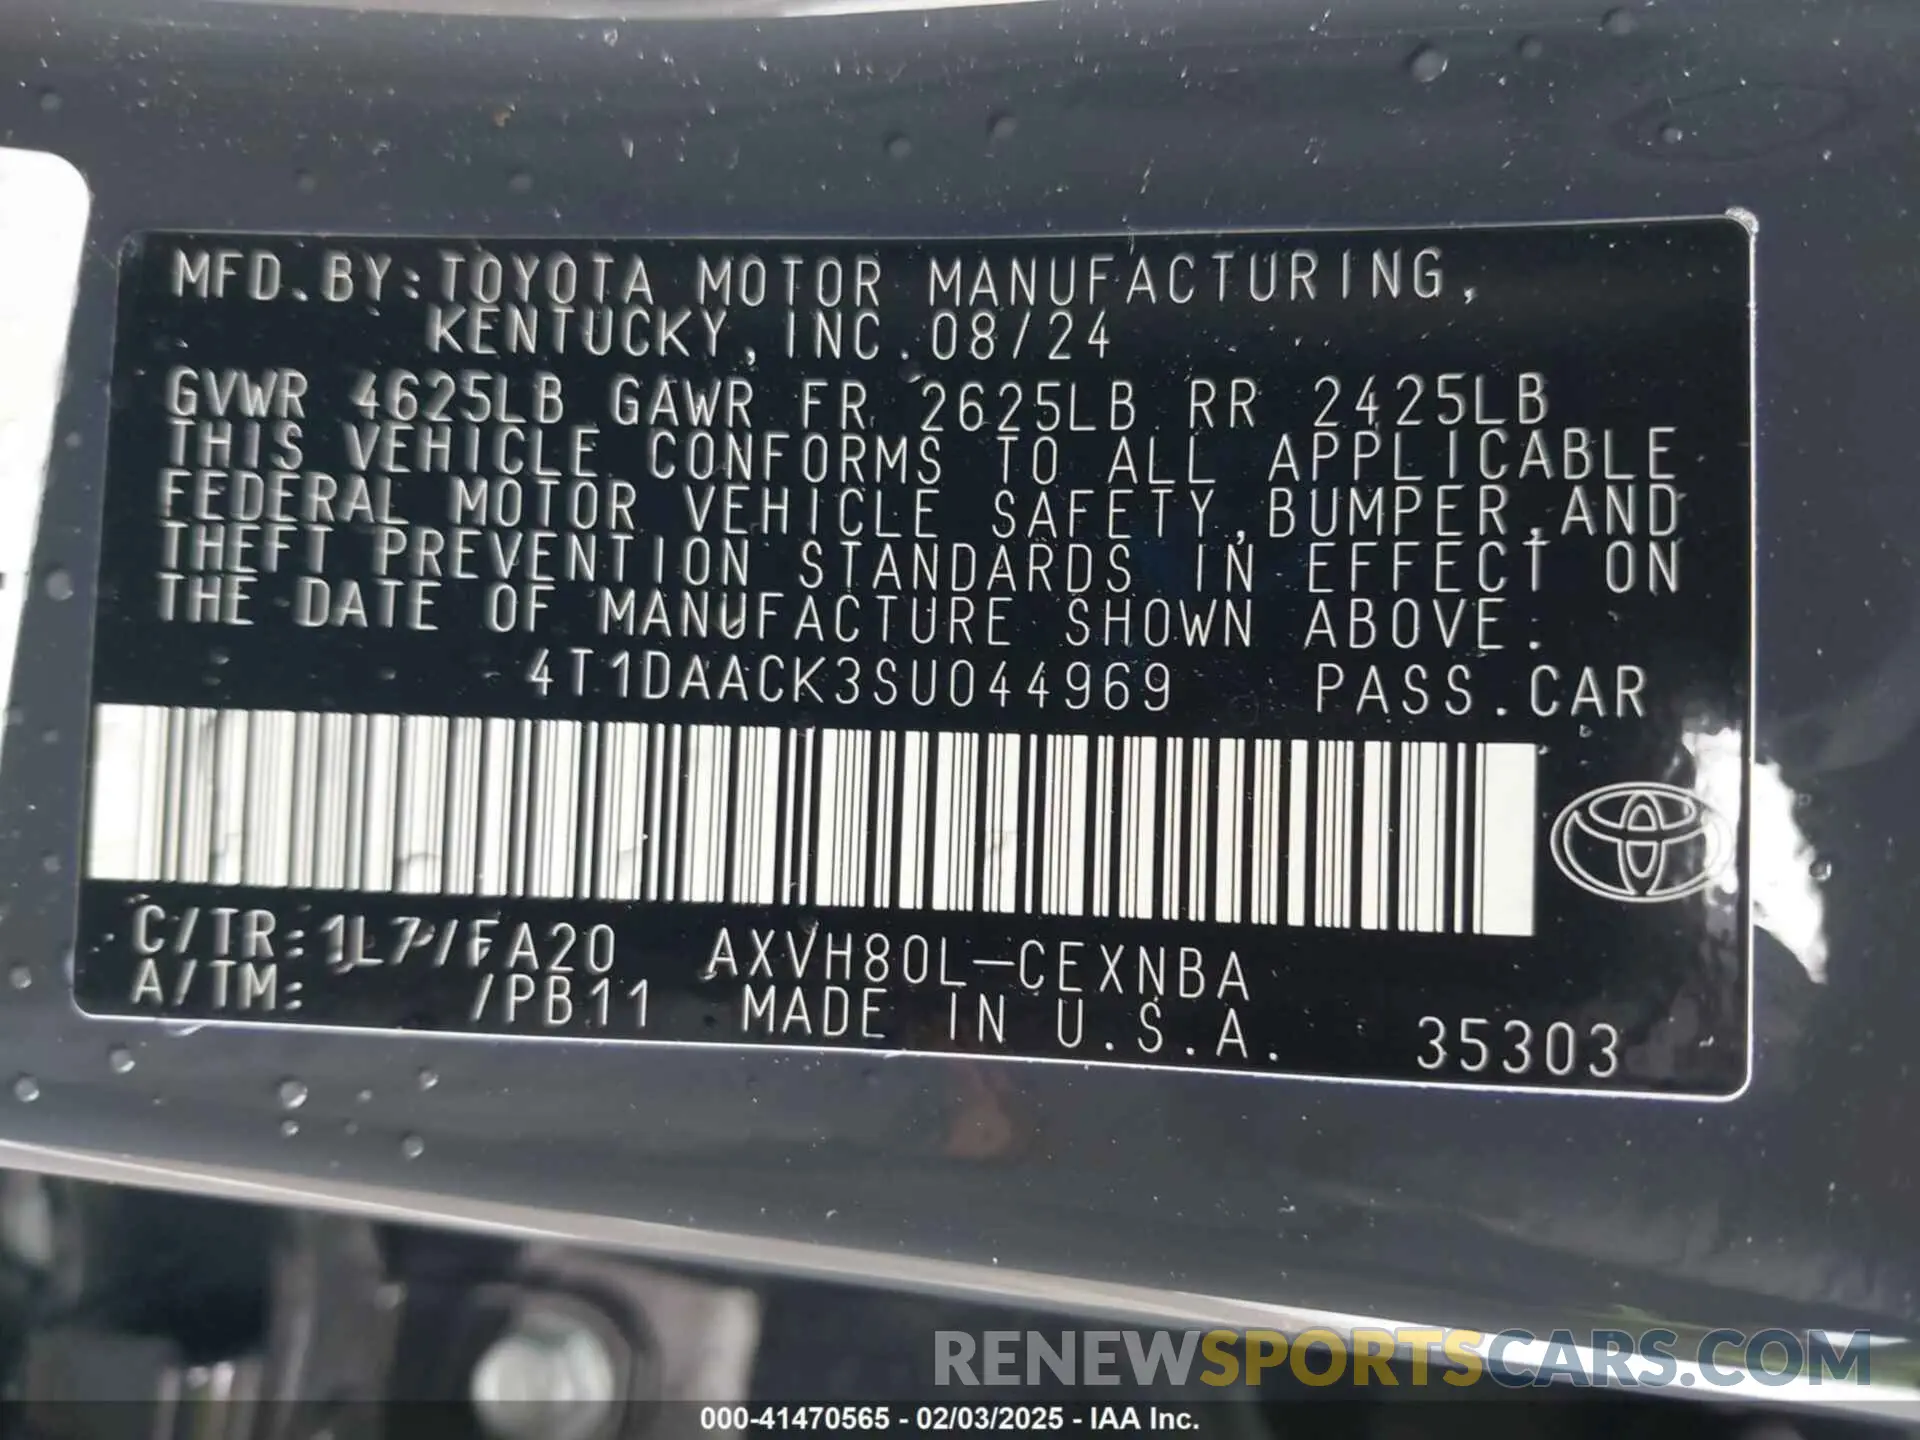 MFD.BY:TOYOTA MOTOR MANUFACTURING,
KENTUCKY,INC.08/24
GVWR 4625LB GAWR FR 2625LB RR 2425LB
THIS VEHICLE CONFORMS TO ALL APPLICABLE
FEDERAL MOTOR VEHICLE SAFETY,BUMPER,AND
THEFT PREVENTION STANDARDS IN EFFECT ON
THE DATE OF MANUFACTURE SHOWN ABOVE.
4T1DAACK3SU044969 PASS.CAR
C/TR:1L7/FA20 AXVH80L-CEXNBA
A/TM: /PB11 MADE IN U.S.A. 35303
RENEWSPORTSCARS.COM
000-41470565 - 02/03/2025 - IAA Inc.